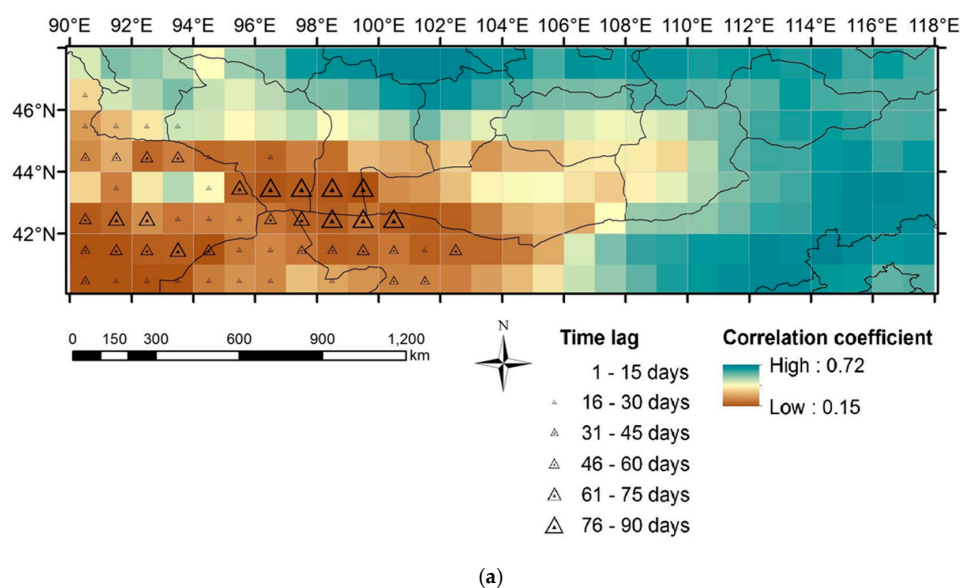 90°E 92°E 94°E 96°E 98°E 100°E 102°E 104°E 106°E 108°E 110°E 112°E 114°E 116°E 118°E
46°N
44°N
42°N
0 150 300 600 900 1,200
km
N
Time lag
1 - 15 days
16 - 30 days
31 - 45 days
46 - 60 days
61 - 75 days
76 - 90 days
Correlation coefficient
High : 0.72
Low : 0.15
(a)